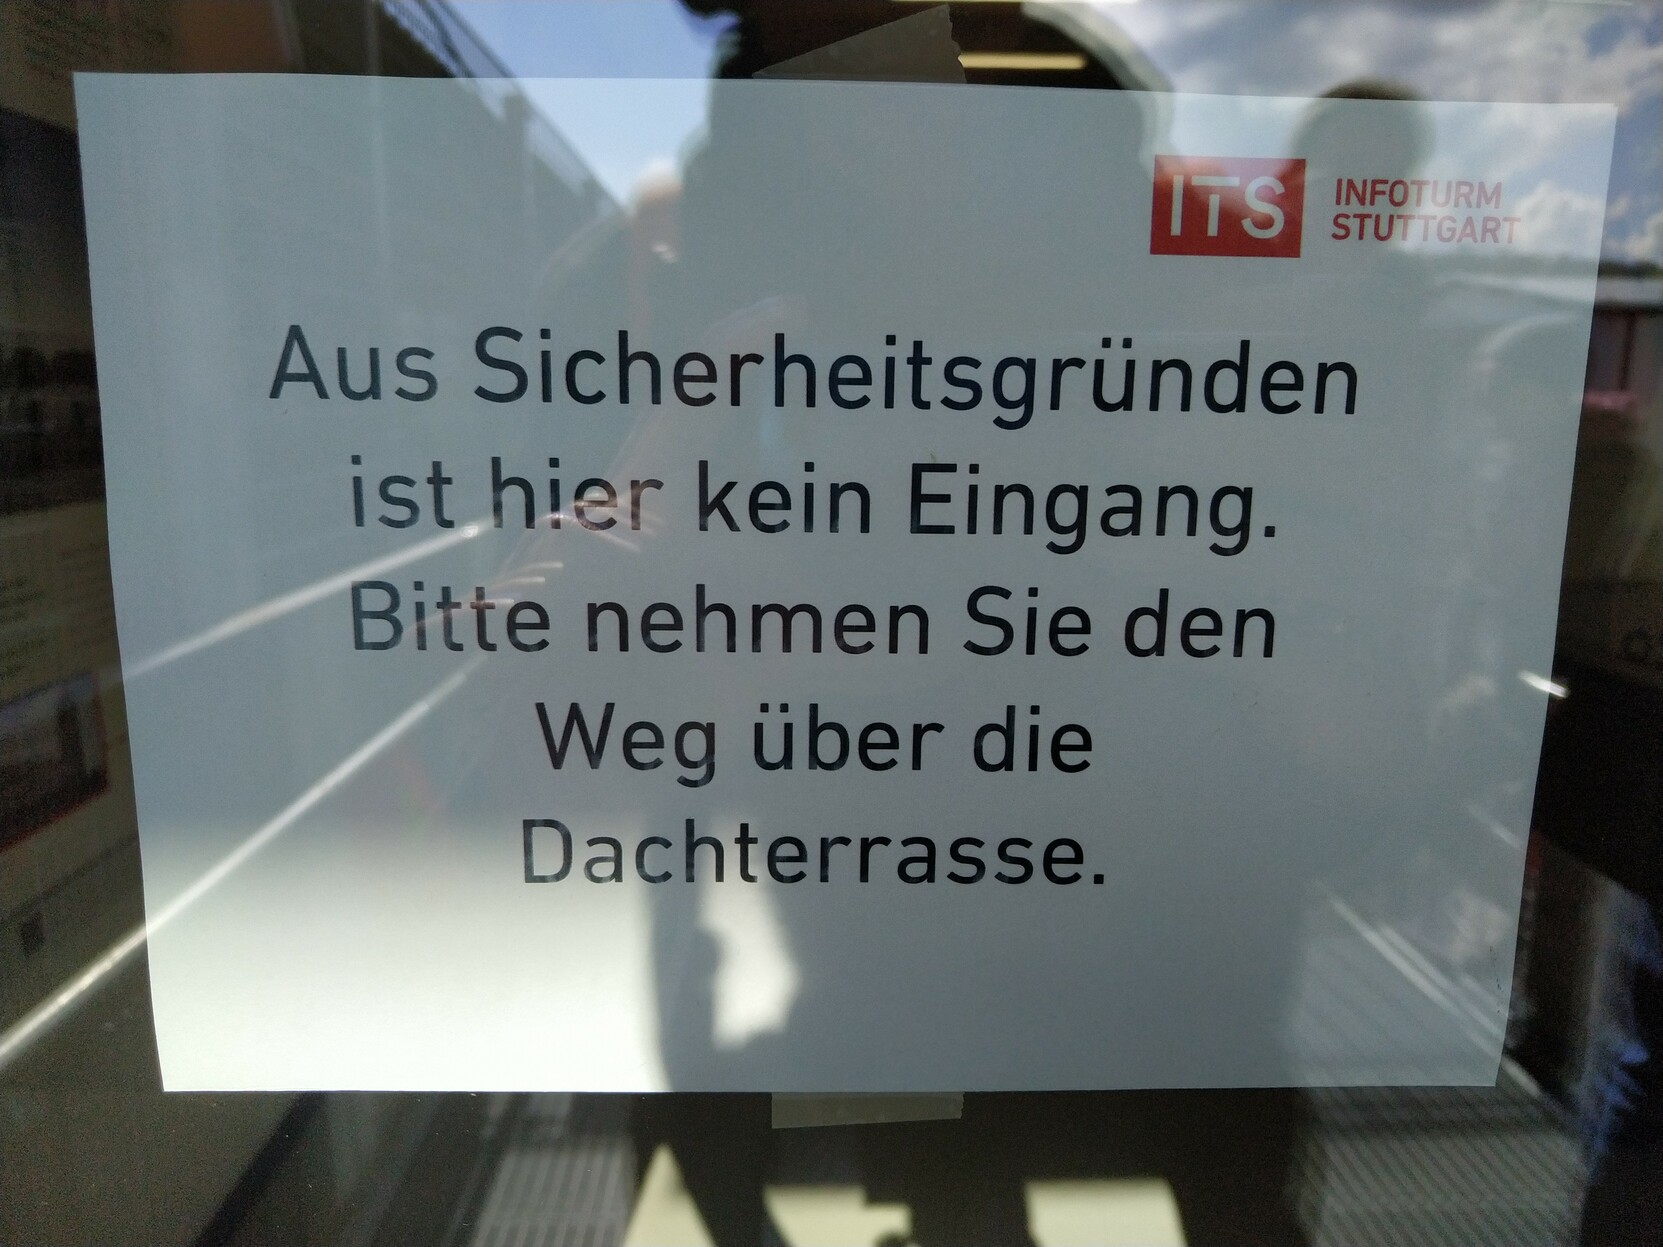 ITS INFOTURM
STUTTGART
Aus Sicherheitsgründen
ist hier kein Eingang.
Bitte nehmen Sie den
Weg über die
Dachterrasse.